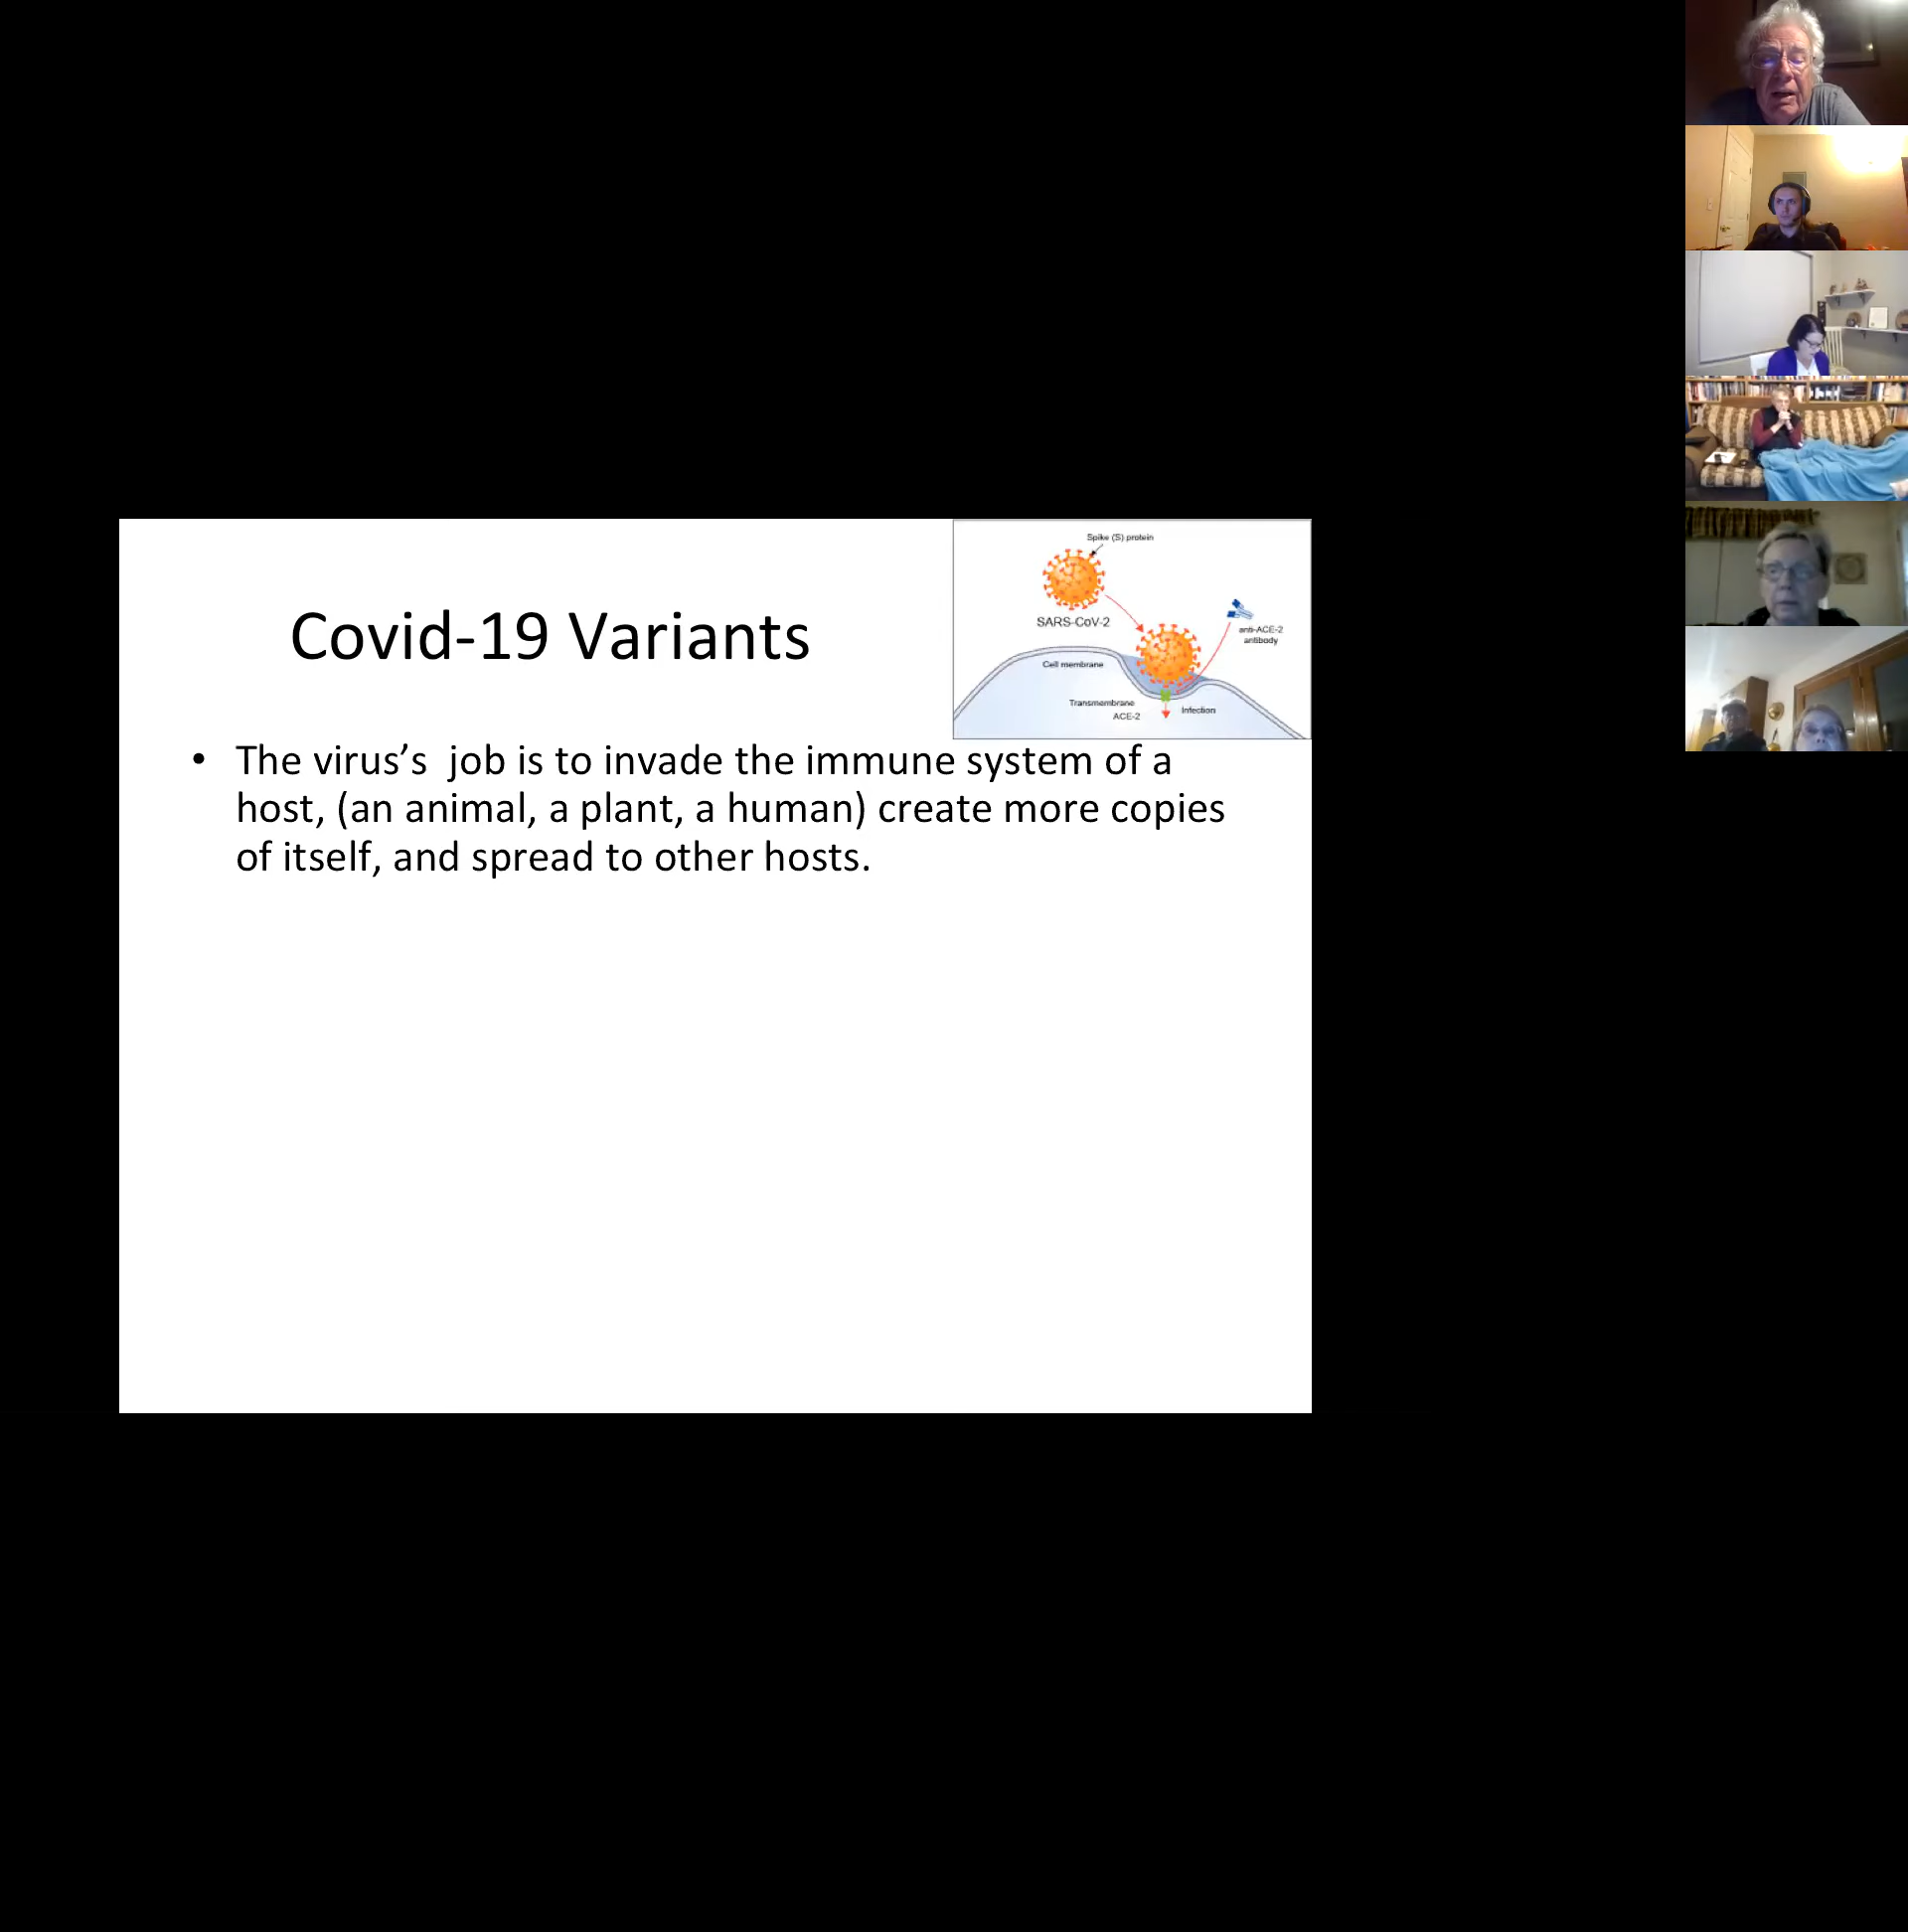 Covid-19 Variants
Spike (S) protein
SARS-CoV-2
anti-ACE-2
antibody
Cell membrane
Transmembrane
ACE-2
Infection
• The virus’s  job is to invade the immune system of a
host, (an animal, a plant, a human) create more copies
of itself, and spread to other hosts.